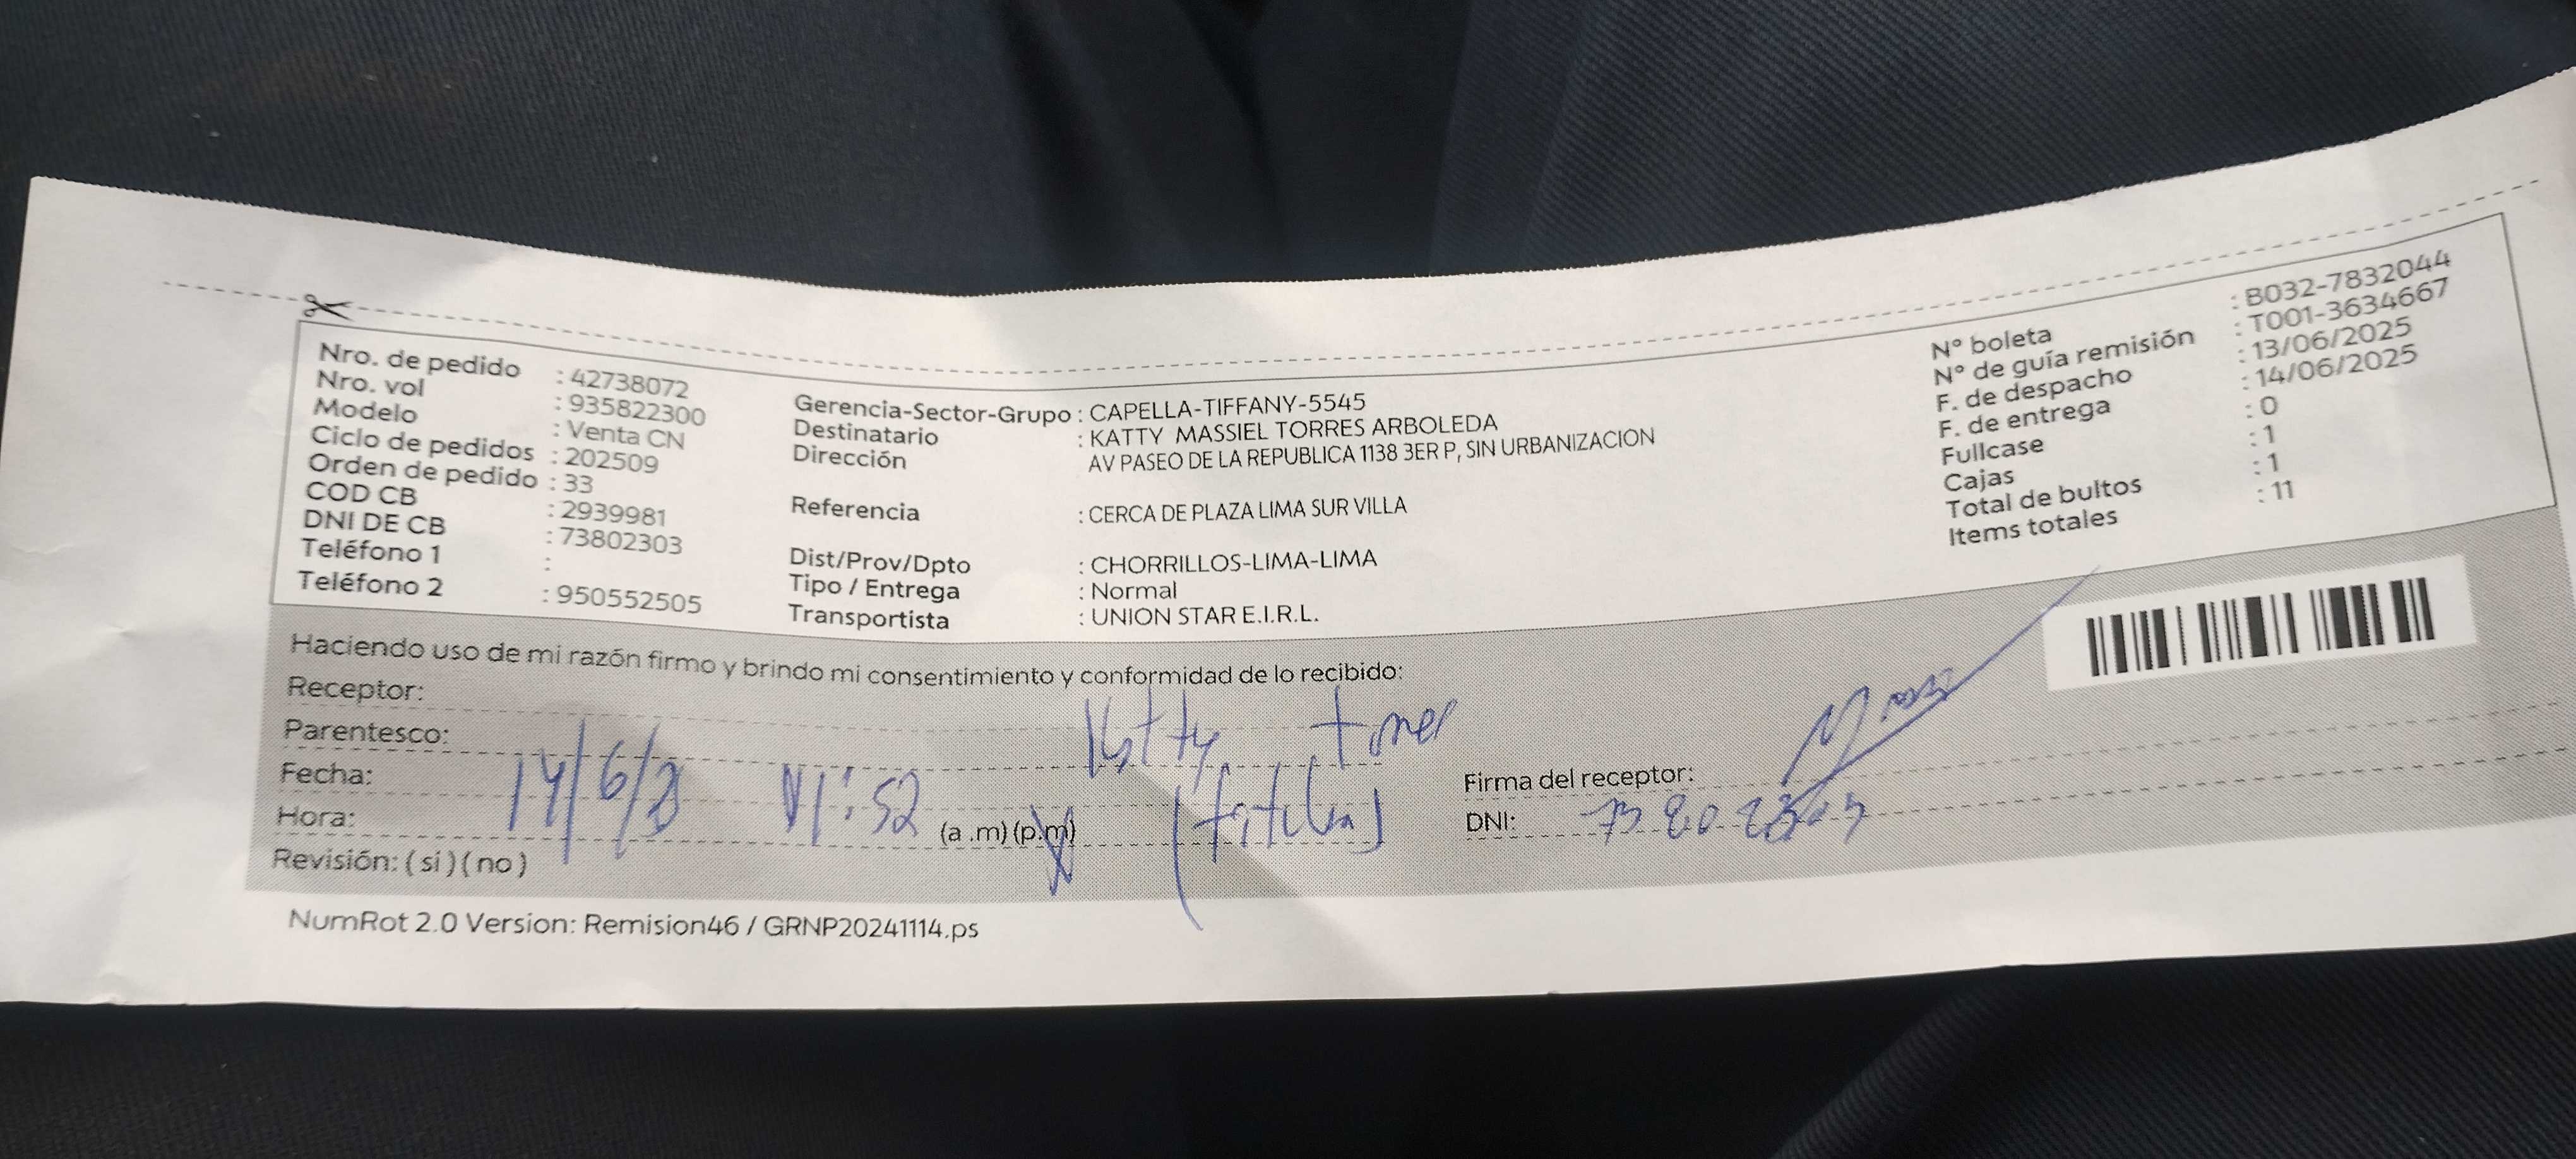 Nro. de pedido : 42738072
Nro. vol : 935822300
Modelo : Venta CN
Ciclo de pedidos : 202509
Orden de pedido : 33
COD CB : 2939981
DNI DE CB : 73802303
Teléfono 1 :
Teléfono 2 : 950552505
Gerencia-Sector-Grupo : CAPELLA-TIFFANY-5545
Destinatario : KATTY MASSIEL TORRES ARBOLEDA
Dirección AV PASEO DE LA REPUBLICA 1138 3ER P, SIN URBANIZACION
Referencia : CERCA DE PLAZA LIMA SUR VILLA
Dist/Prov/Dpto : CHORRILLOS-LIMA-LIMA
Tipo / Entrega : Normal
Transportista : UNION STAR E.I.R.L.
N° boleta : B032-7832044
N° de guía remisión : T001-3634667
F. de despacho : 13/06/2025
F. de entrega : 14/06/2025
Fullcase : 0
Cajas : 1
Total de bultos : 1
Items totales : 11
Haciendo uso de mi razón firmo y brindo mi consentimiento y conformidad de lo recibido:
Receptor: Katty
Parentesco:
Fecha: 14/6/
Hora: :52 (a .m) (p.m)
Revisión: ( si ) ( no )
Firma del receptor:
DNI:
NumRot 2.0 Version: Remision46 / GRNP20241114.ps